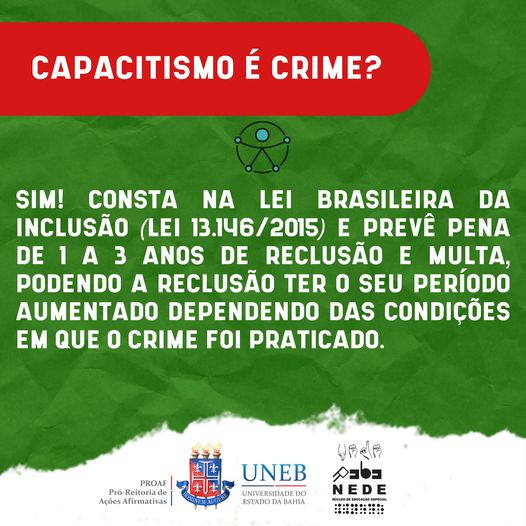 CAPACITISMO É CRIME?
SIM! CONSTA NA LEI BRASILEIRA DA
INCLUSÃO (LEI 13.146/2015) E PREVÊ PENA
DE 1 A 3 ANOS DE RECLUSÃO E MULTA,
PODENDO A RECLUSÃO TER O SEU PERÍODO
AUMENTADO DEPENDENDO DAS CONDIÇÕES
EM QUE O CRIME FOI PRATICADO.
PROAF
Pró-Reitoria de
Ações Afirmativas
UNEB
UNIVERSIDADE DO
ESTADO DA BAHIA
NEDE
NÚCLEO DE EDUCAÇÃO ESPECIAL